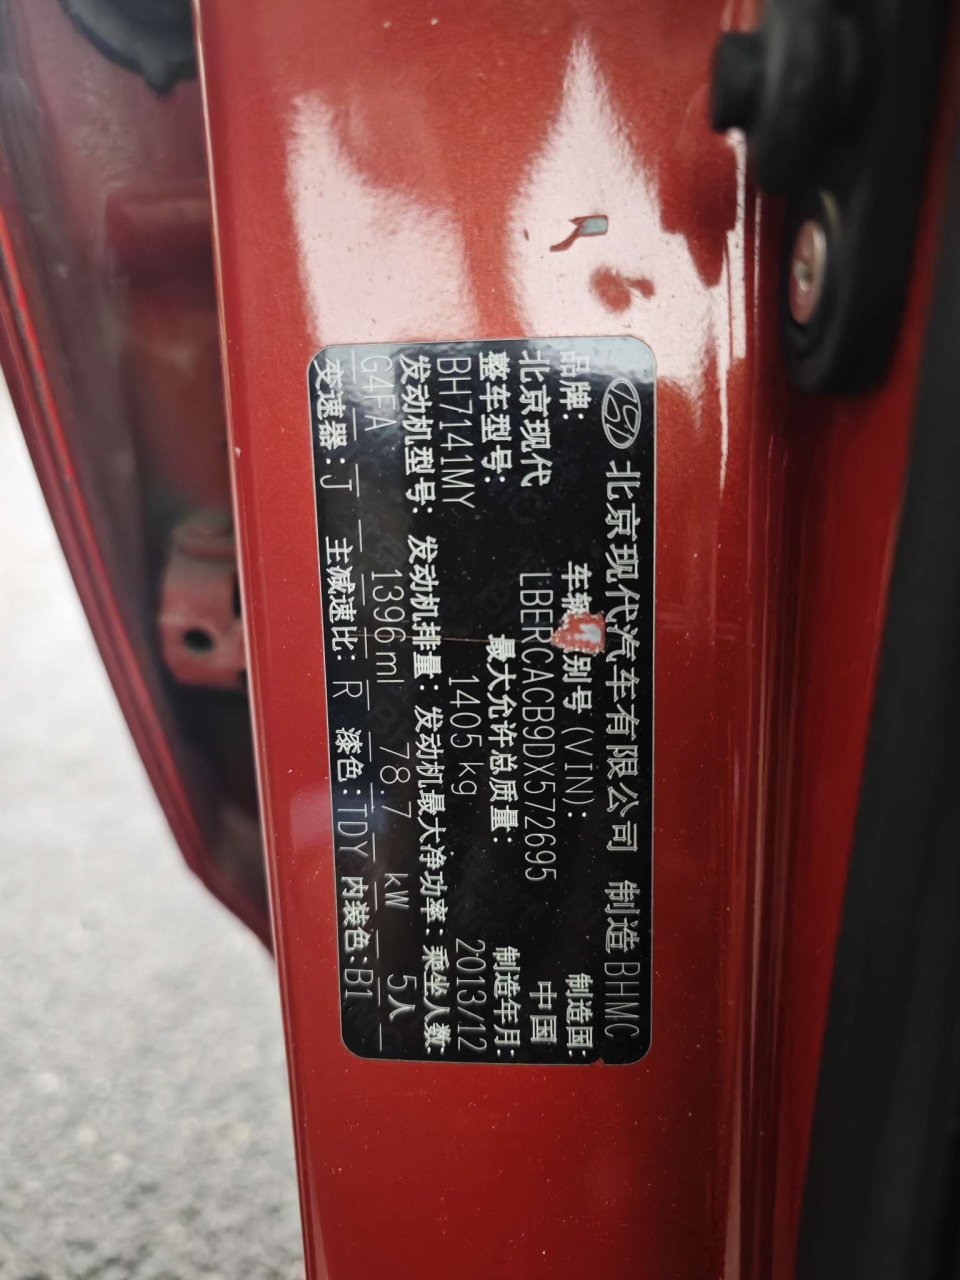 北京现代汽车有限公司 制造 BHMC
品牌: 车辆 别号 (VIN): 制造国:
北京现代 LBERCACB9DX572695 中国
整车型号: 最大允许总质量: 制造年月:
BH7141MY 1405 kg 2013/12
发动机型号: 发动机排量: 发动机最大净功率: 乘坐人数:
G4FA 1396ml 78.7 kW 5人
变速器: J 主减速比: R 漆色: TDY 内装色: B1